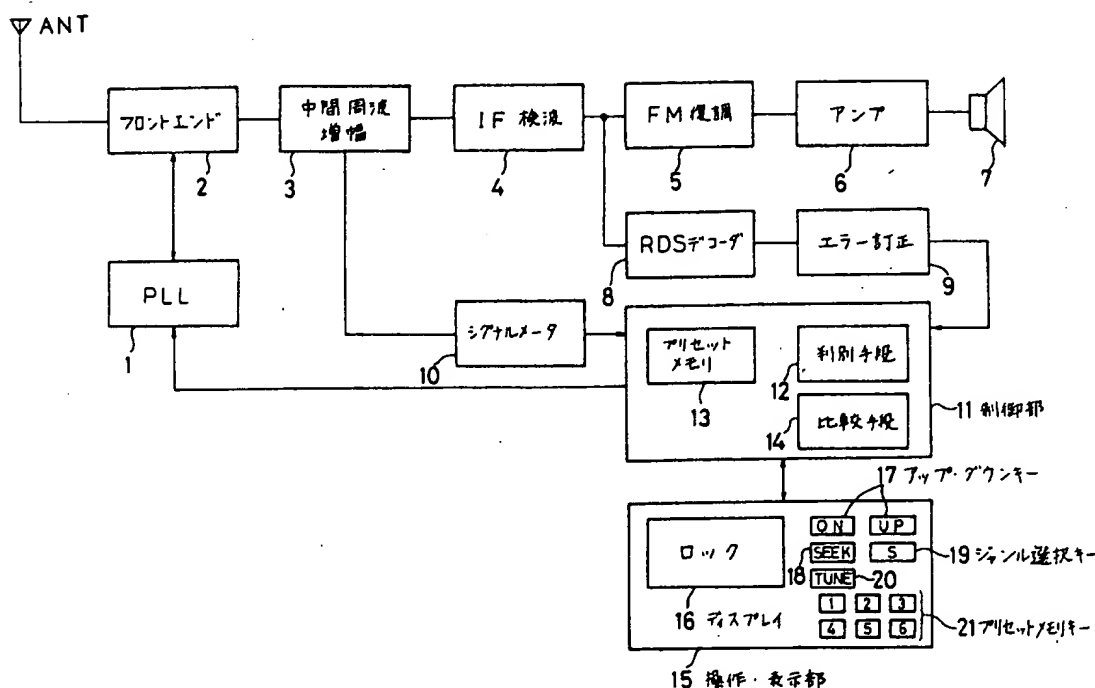 ANT
フロントエンド
2
中間周波
増幅
3
IF 検波
4
FM復調
5
アンプ
6
7
RDSデコーダ
8
エラー訂正
9
PLL
1
シグナルメータ
10
プリセット
メモリ
13
判別手段
12
比較手段
14
11 制御部
17 アップ・ダウンキー
ロック
16 ディスプレイ
ON
UP
SEEK
18
S
19 ジャンル選択キー
TUNE
20
1
2
3
4
5
6
21 プリセットメモリキー
15 操作・表示部